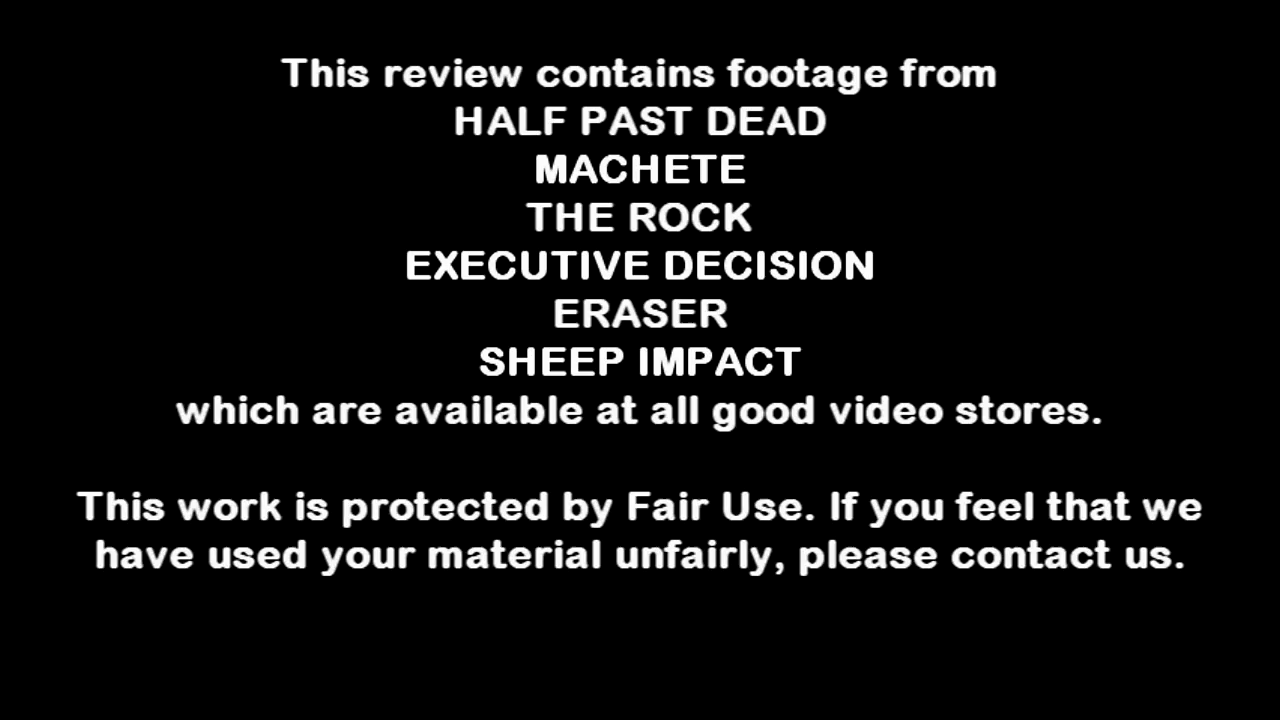 This review contains footage from
HALF PAST DEAD
MACHETE
THE ROCK
EXECUTIVE DECISION
ERASER
SHEEP IMPACT
which are available at all good video stores.
This work is protected by Fair Use. If you feel that we
have used your material unfairly, please contact us.